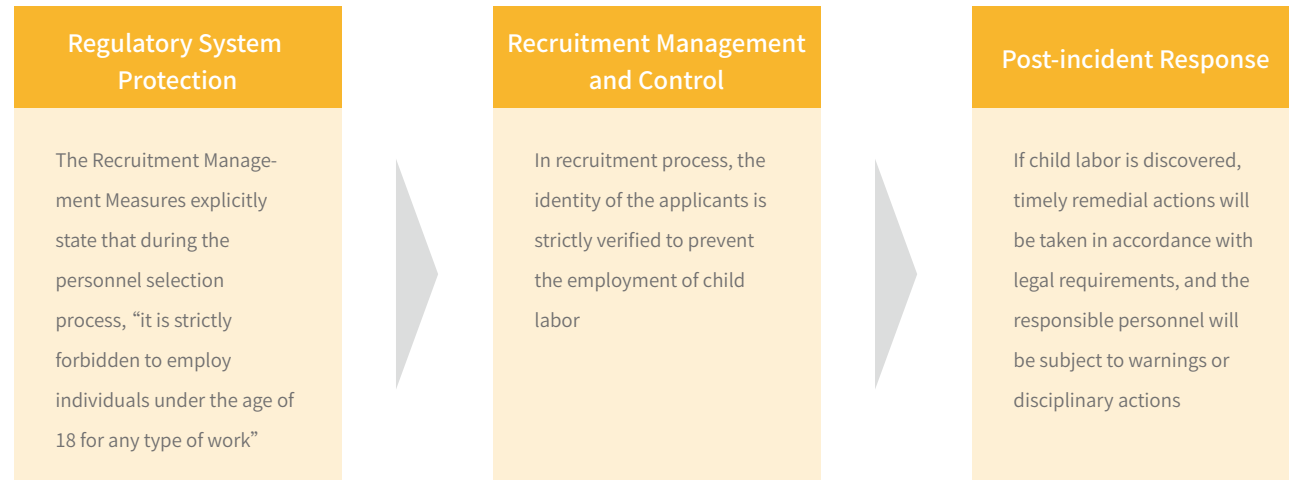 Regulatory System
Protection
The Recruitment Manage-
ment Measures explicitly
state that during the
personnel selection
process, “it is strictly
forbidden to employ
individuals under the age of
18 for any type of work”
Recruitment Management
and Control
In recruitment process, the
identity of the applicants is
strictly verified to prevent
the employment of child
labor
Post-incident Response
If child labor is discovered,
timely remedial actions will
be taken in accordance with
legal requirements, and the
responsible personnel will
be subject to warnings or
disciplinary actions